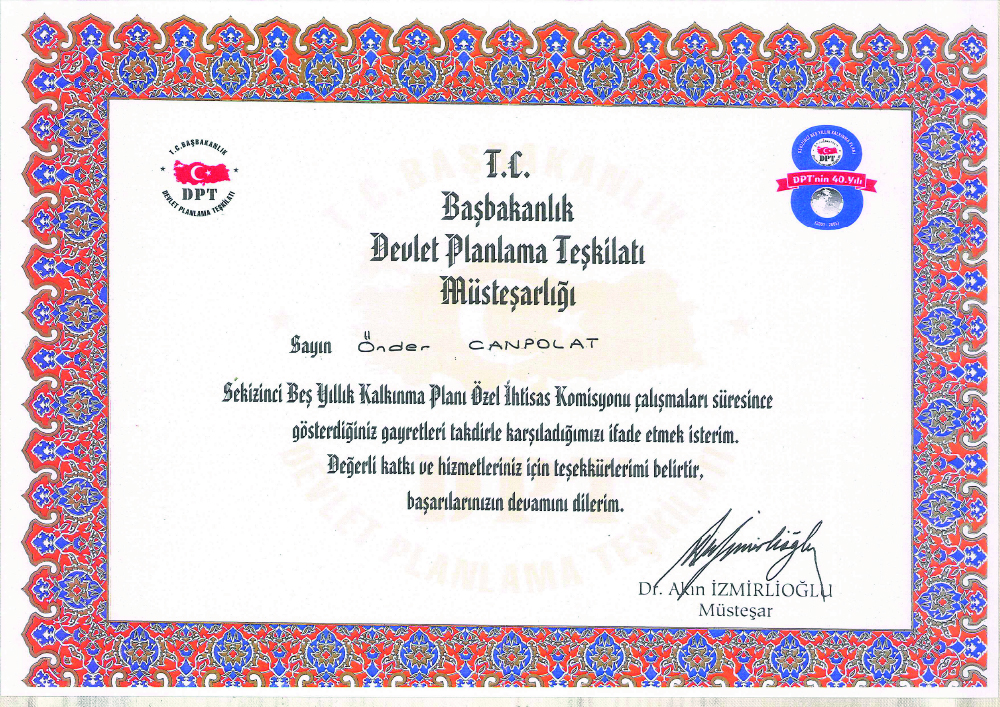 T.C. BAŞBAKANLIK
DPT
DEVLET PLANLAMA TEŞKİLATI
DPT
DPT'nin 40.Yılı
T.C.
Başbakanlık
Devlet Planlama Teşkilatı
Müsteşarlığı
Sayın Önder CANPOLAT
Sekizinci Beş Yıllık Kalkınma Planı Özel İhtisas Komisyonu çalışmaları süresince
gösterdiğiniz gayretleri takdirle karşıladığımızı ifade etmek isterim.
Değerli katkı ve hizmetleriniz için teşekkürlerimi belirtir,
başarılarınızın devamını dilerim.
Dr. Akın İZMİRLİOĞLU
Müsteşar